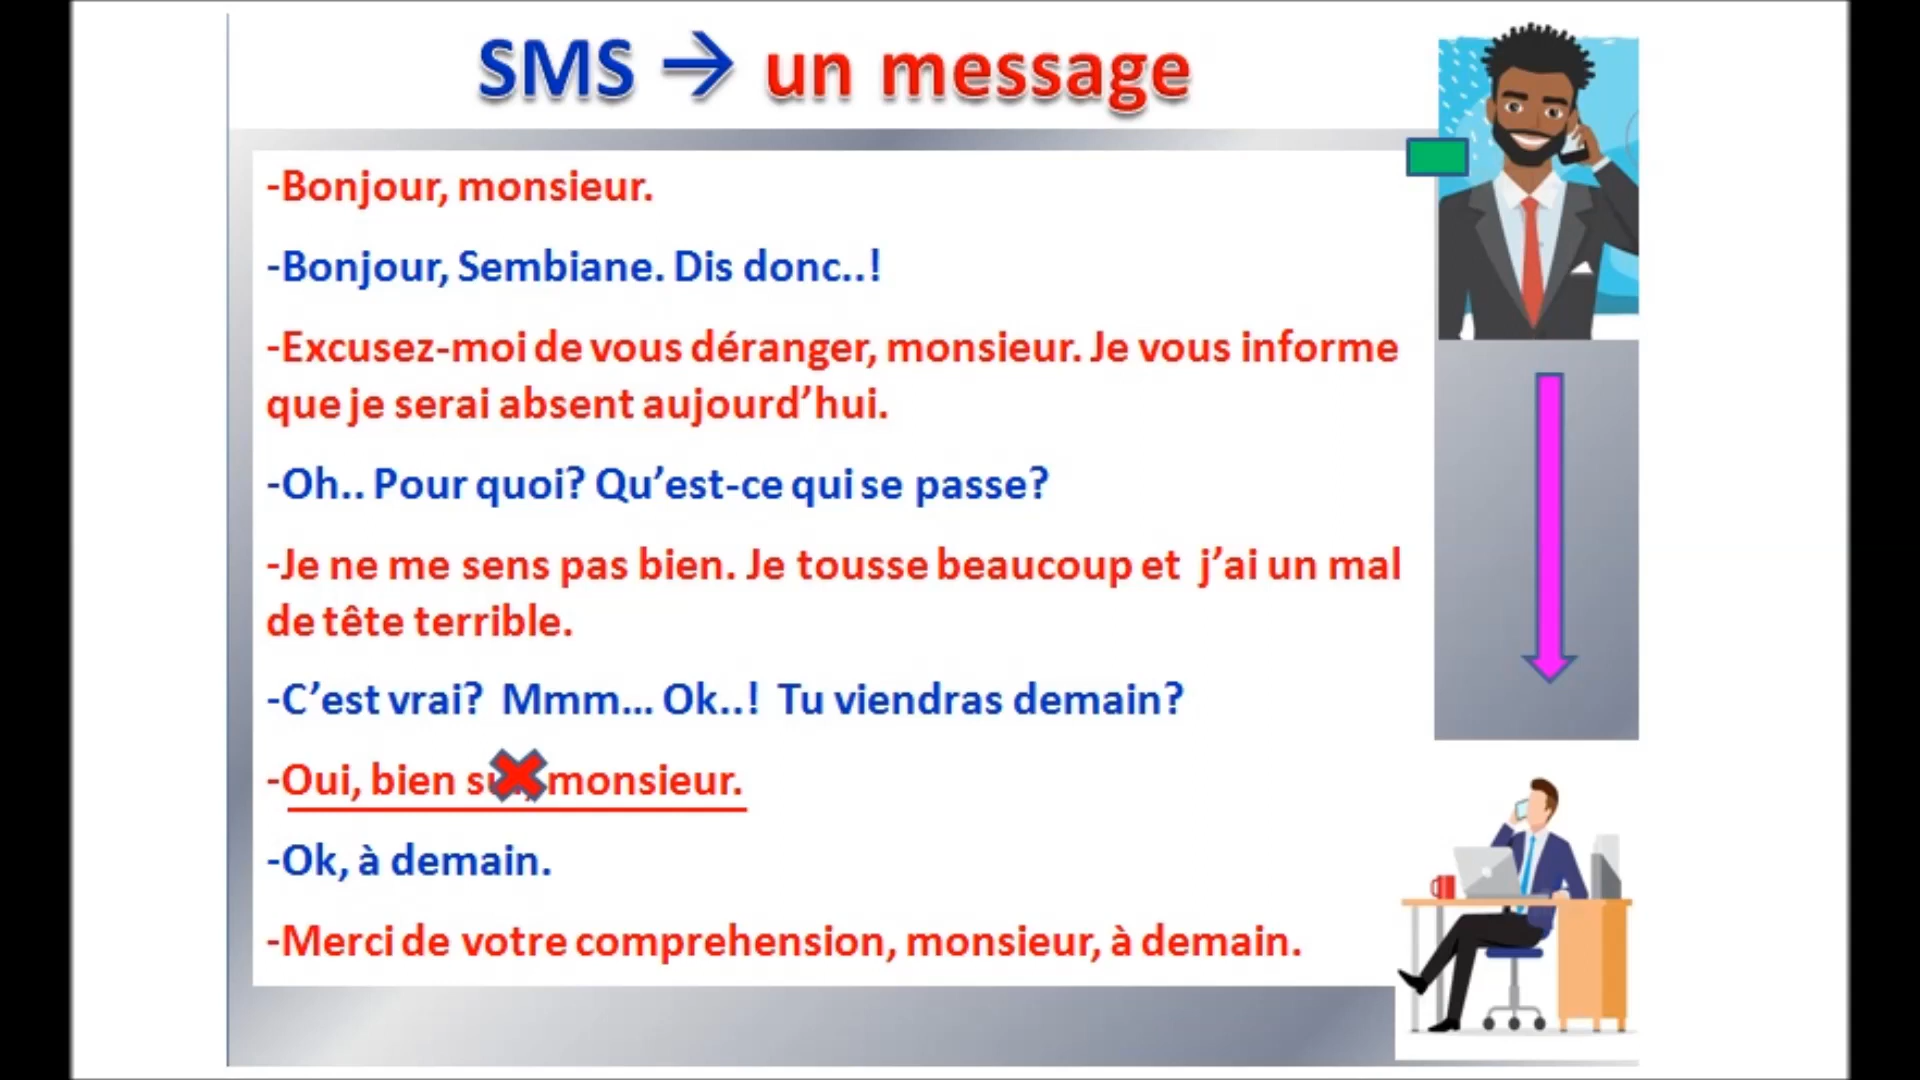 SMS → un message
-Bonjour, monsieur.
-Bonjour, Sembiane. Dis donc..!
-Excusez-moi de vous déranger, monsieur. Je vous informe
que je serai absent aujourd’hui.
-Oh.. Pour quoi? Qu’est-ce qui se passe?
-Je ne me sens pas bien. Je tousse beaucoup et j’ai un mal
de tête terrible.
-C’est vrai? Mmm... Ok..! Tu viendras demain?
-Oui, bien monsieur.
-Ok, à demain.
-Merci de votre comprehension, monsieur, à demain.